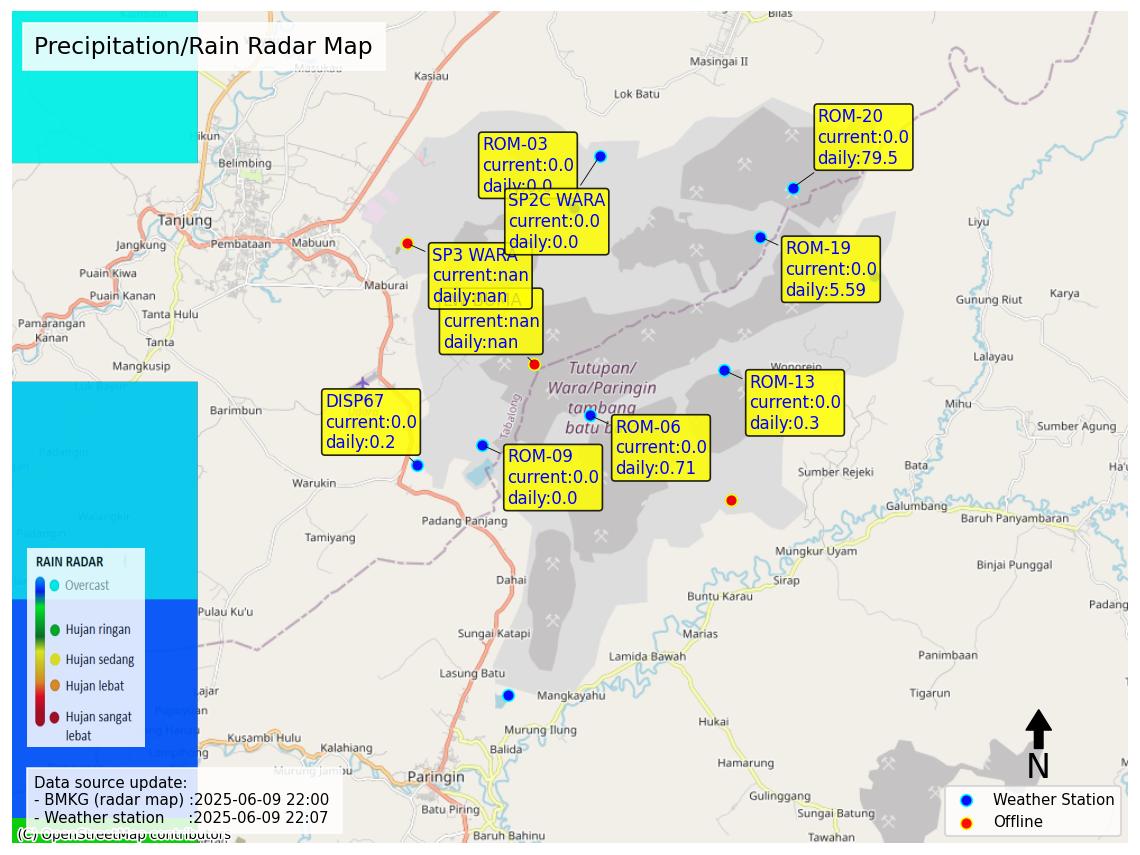 Precipitation/Rain Radar Map
Bilas
Masingai II
Kasiau
Lok Batu
Masukau
Hikun
Belimbing
Tanjung
Jangkung
Pembataan
Mabuun
Puain Kiwa
Maburai
Puain Kanan
Tanta Hulu
Pamarangan
Kanan
Tanta
Mangkusip
Barimbun
Warukin
Tamiyang
Padang Panjang
Dahai
Pulau Ku'u
Sungai Katapi
Lasung Batu
Mangkayahu
Murung Ilung
Balida
Kusambi Hulu
Kalahiang
Murung Jambu
Paringin
Batu Piring
Baruh Bahinu
ROM-03
current:0.0
daily:0.0
SP2C WARA
current:0.0
daily:0.0
SP3 WARA
current:nan
daily:nan
current:nan
daily:nan
ROM-20
current:0.0
daily:79.5
ROM-19
current:0.0
daily:5.59
ROM-13
current:0.0
daily:0.3
ROM-06
current:0.0
daily:0.71
ROM-09
current:0.0
daily:0.0
DISP67
current:0.0
daily:0.2
Tutupan/
Wara/Paringin
tambang
batu
Tabalong
Wonorejo
Liyu
Gunung Riut
Karya
Lalayau
Mihu
Sumber Agung
Bata
Sumber Rejeki
Galumbang
Baruh Panyambaran
Mungkur Uyam
Binjai Punggal
Sirap
Buntu Karau
Marias
Lamida Bawah
Panimbaan
Tigarun
Hukai
Hamarung
Gulinggang
Sungai Batung
Tawahan
RAIN RADAR
Overcast
Hujan ringan
Hujan sedang
Hujan lebat
Hujan sangat
lebat
Data source update:
- BMKG (radar map) :2025-06-09 22:00
- Weather station :2025-06-09 22:07
(C) OpenStreetMap contributors
N
Weather Station
Offline